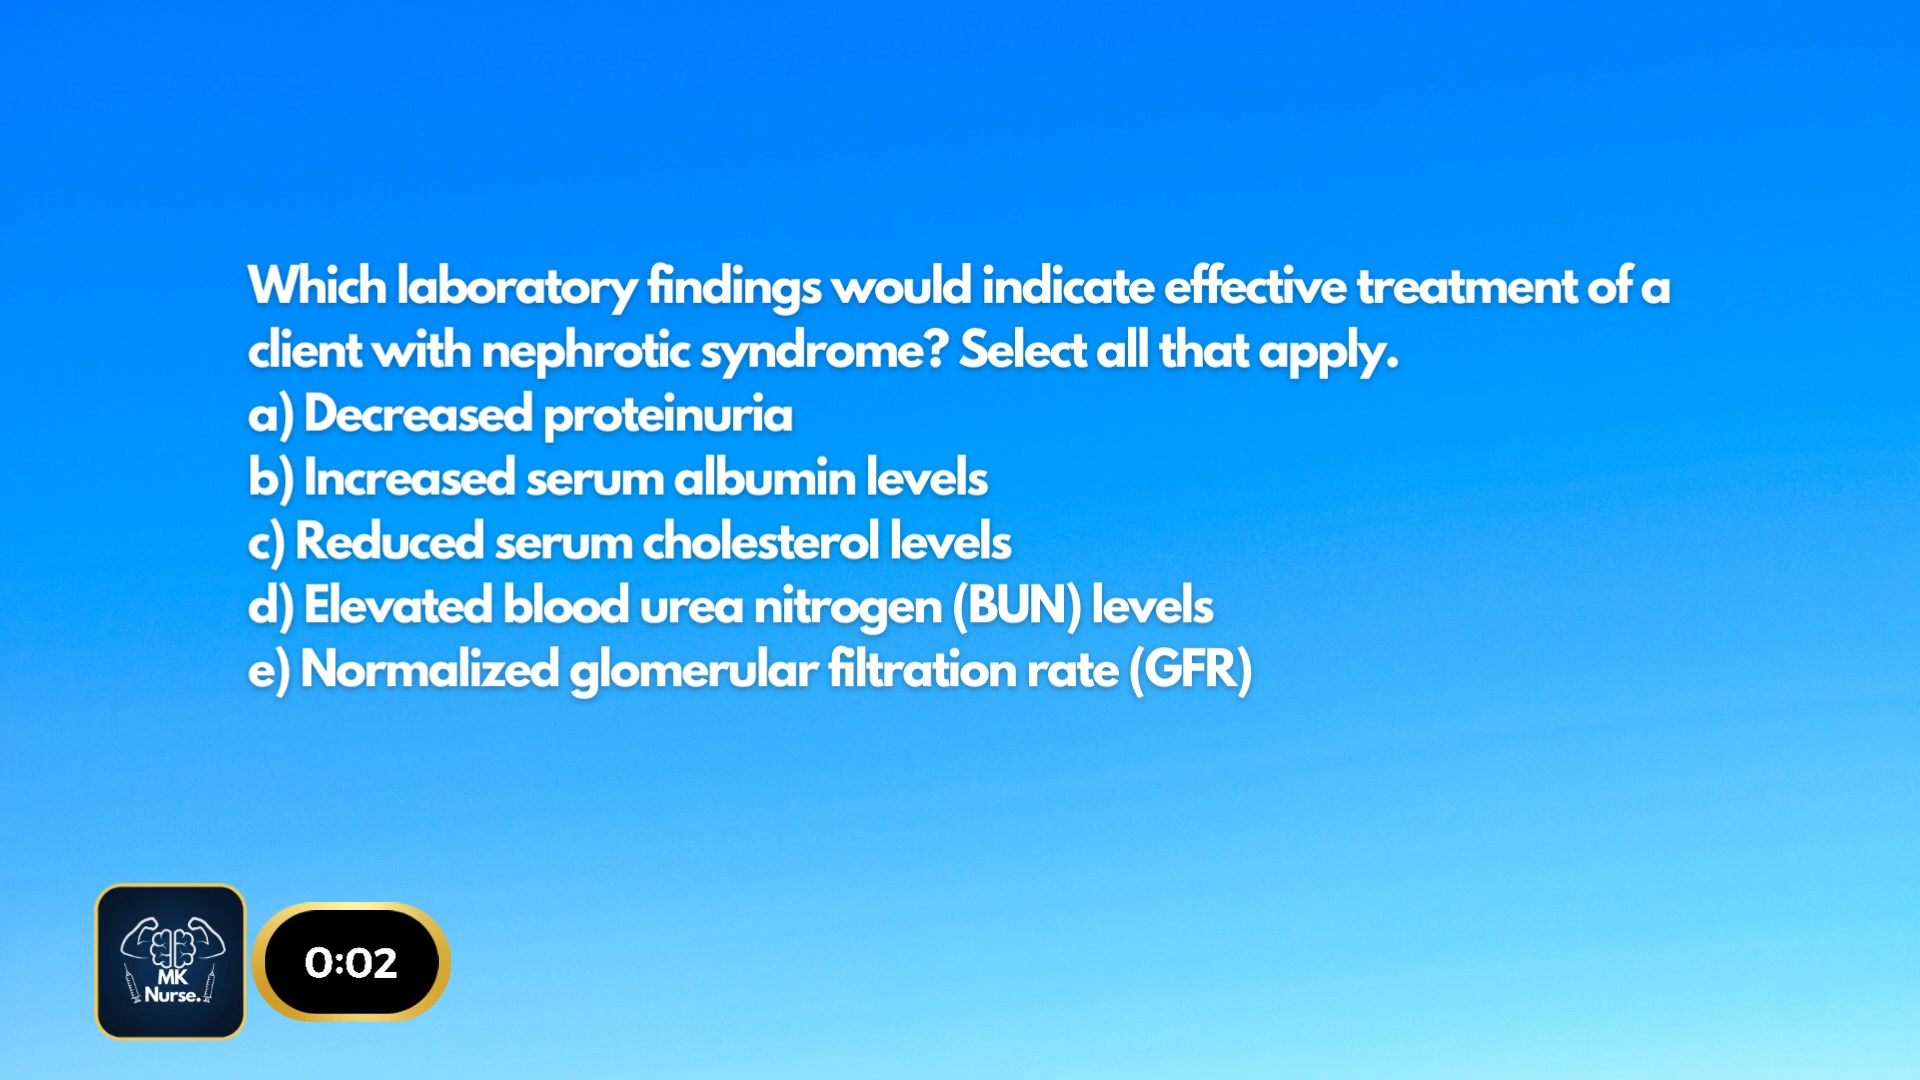 Which laboratory findings would indicate effective treatment of a
client with nephrotic syndrome? Select all that apply.
a) Decreased proteinuria
b) Increased serum albumin levels
c) Reduced serum cholesterol levels
d) Elevated blood urea nitrogen (BUN) levels
e) Normalized glomerular filtration rate (GFR)
MK
Nurse.
0:02